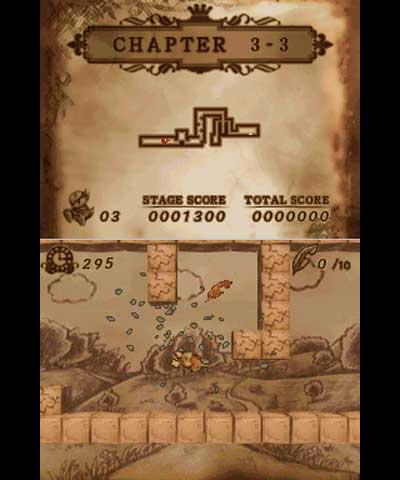 CHAPTER 3-3
STAGE SCORE TOTAL SCORE
03 0001300 0000000
295 0/10